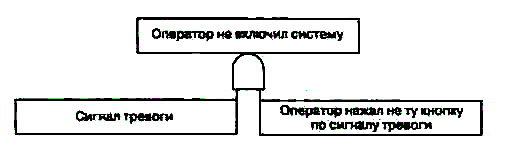 Оператор не включил систему
Сигнал тревоги
Оператор нажал не ту кнопку
по сигналу тревоги